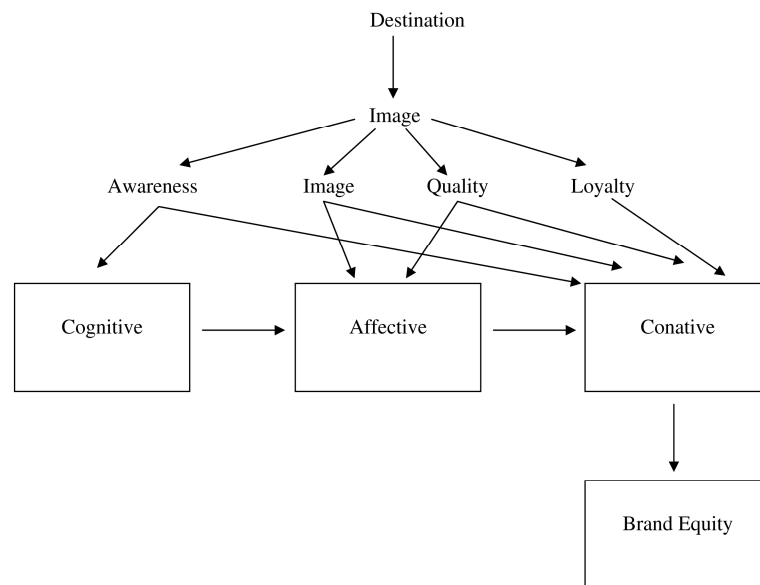 Destination
Image
Awareness Image Quality Loyalty
Cognitive Affective Conative
Brand Equity